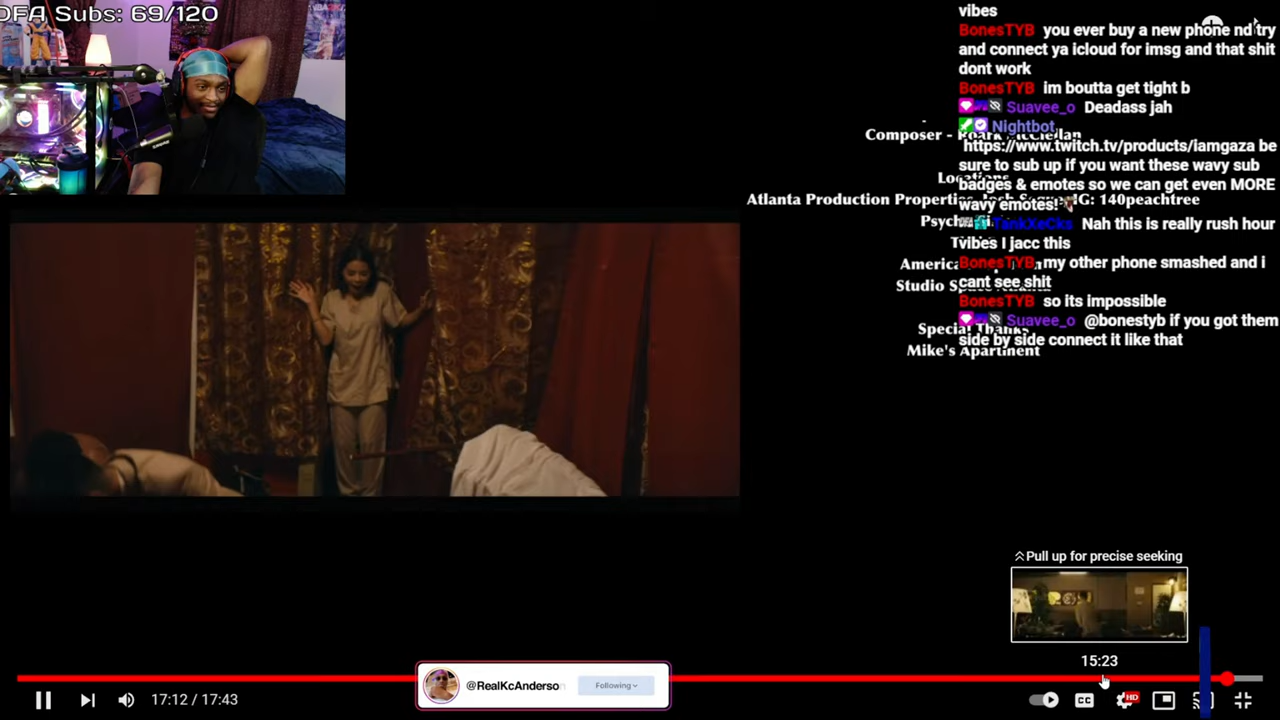 DFA Subs: 69/120
vibes
BonesTYB you ever buy a new phone nd try
and connect ya icloud for imsg and that shit
dont work
BonesTYB im boutta get tight b
Suavee_o Deadass jah
Nightbot
https://www.twitch.tv/products/iamgaza be
sure to sub up if you want these wavy sub
badges & emotes so we can get even MORE
wavy emotes!
TankXeCks Nah this is really rush hour
vibes I jacc this
BonesTYB my other phone smashed and i
cant see shit
BonesTYB so its impossible
Suavee_o @bonestyb if you got them
side by side connect it like that
Composer -
Atlanta Production Properties
IG: 140peachtree
Studio
Special Thanks
Mike's Apartment
Pull up for precise seeking
15:23
@RealKcAnderso
Following
17:12 / 17:43
CC
HD